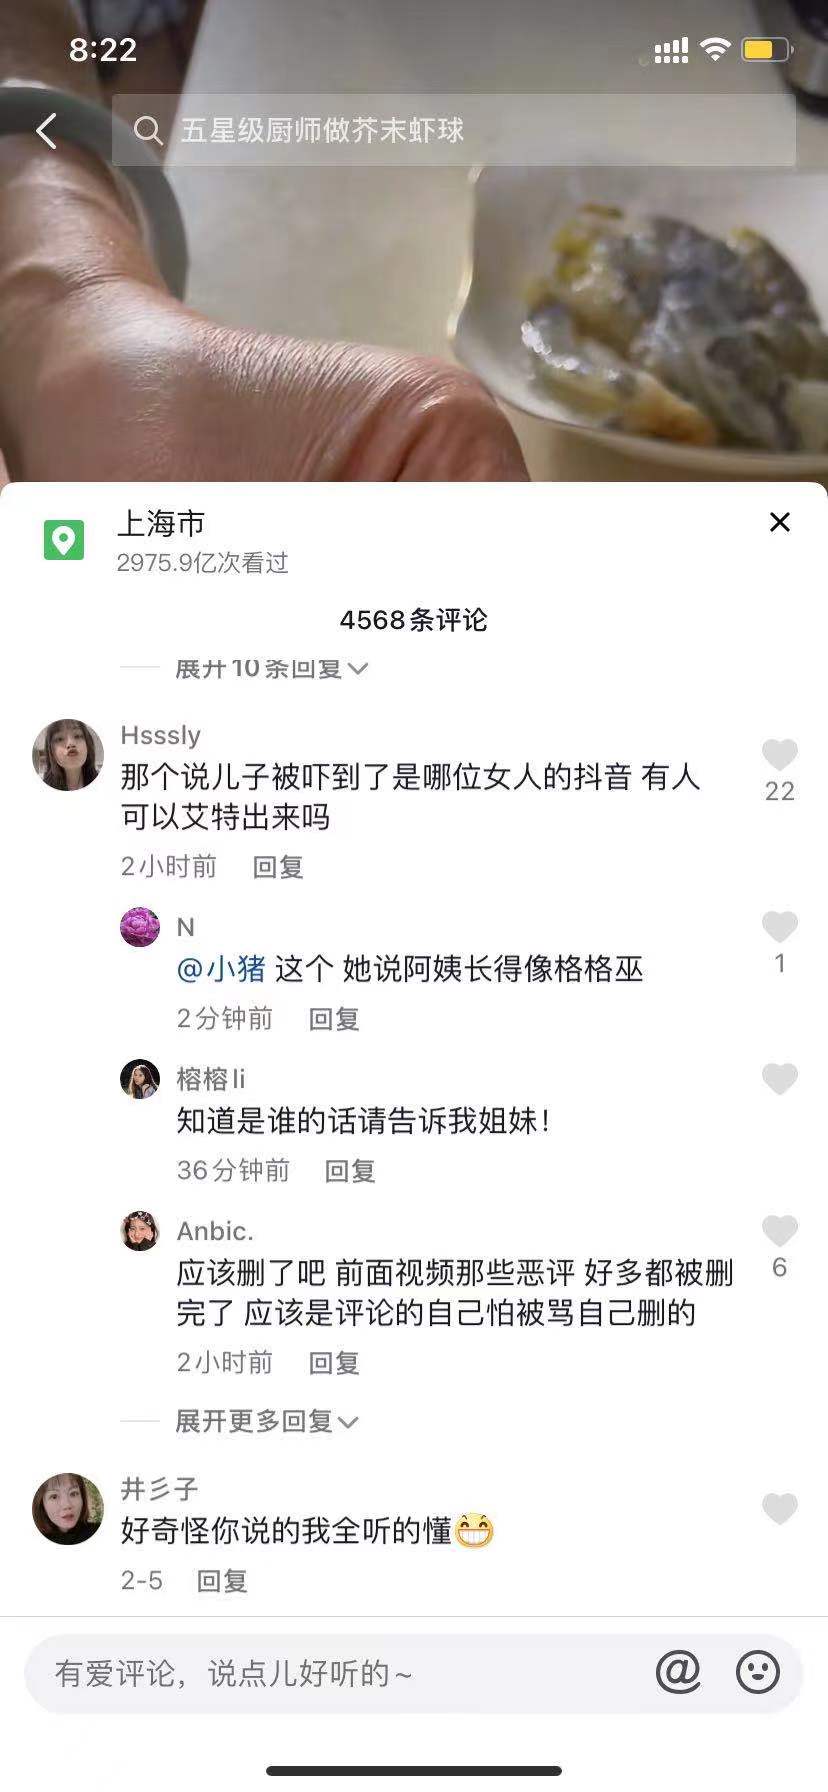 8:22
五星级厨师做芥末虾球
上海市
2975.9亿次看过
4568条评论
展开10条回复
Hsssly
那个说儿子被吓到了是哪位女人的抖音 有人
可以艾特出来吗
22
2小时前 回复
N
@小猪 这个 她说阿姨长得像格格巫
1
2分钟前 回复
榕榕li
知道是谁的话请告诉我姐妹！
36分钟前 回复
Anbic.
应该删了吧 前面视频那些恶评 好多都被删
完了 应该是评论的自己怕被骂自己删的
6
2小时前 回复
展开更多回复
井彡子
好奇怪你说的我全听的懂😁
2-5 回复
有爱评论，说点儿好听的~